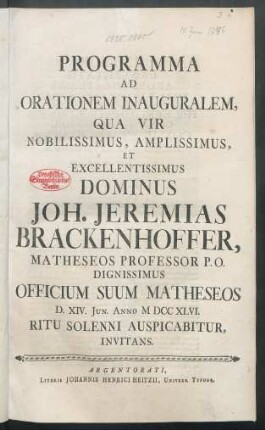 PROGRAMMA
AD
ORATIONEM INAUGURALEM,
QUA VIR
NOBILISSIMUS, AMPLISSIMUS,
ET
EXCELLENTISSIMUS
DOMINUS
JOH. JEREMIAS
BRACKENHOFFER,
MATHESEOS PROFESSOR P.O.
DIGNISSIMUS
OFFICIUM SUUM MATHESEOS
D. XIV. JUN. ANNO M DCC XLVI.
RITU SOLENNI AUSPICABITUR,
INVITANS.
ARGENTORATI,
LITERIS JOHANNIS HENRICI HEITZII, UNIVERS. TYPOGR.